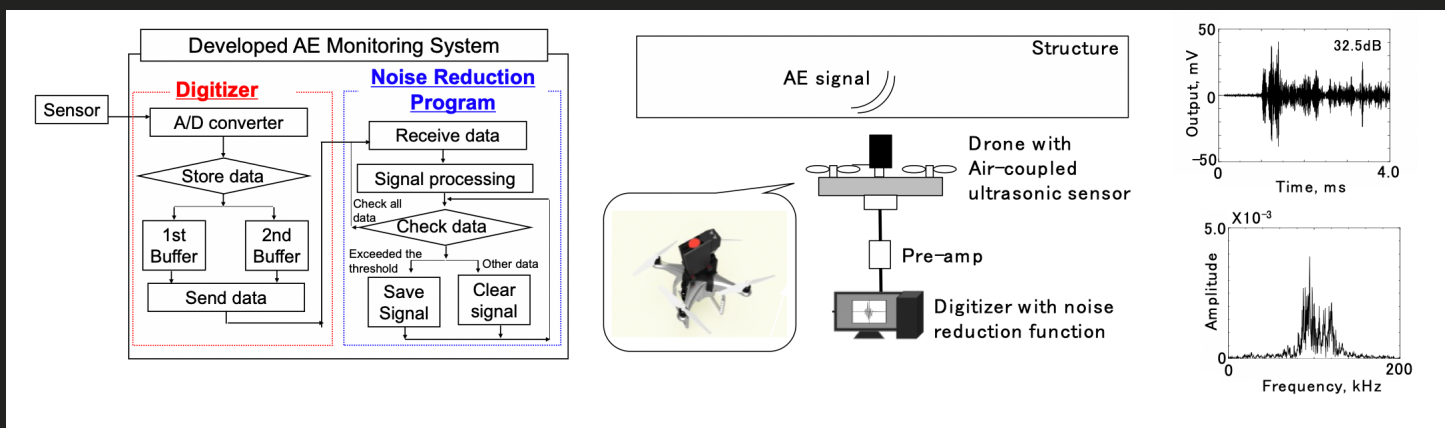 Developed AE Monitoring System
Sensor
Digitizer
A/D converter
Store data
1st
Buffer
2nd
Buffer
Send data
Noise Reduction
Program
Receive data
Signal processing
Check all
data
Check data
Exceeded the
threshold
Other data
Save
Signal
Clear
signal
Structure
AE signal
Drone with
Air-coupled
ultrasonic sensor
Pre-amp
Digitizer with noise
reduction function
Output, mV
50
0
-50
32.5dB
0
4.0
Time, ms
X10⁻³
5.0
Amplitude
0
0
200
Frequency, kHz